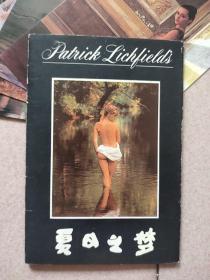 Patrick Lichfield's
夏日之梦